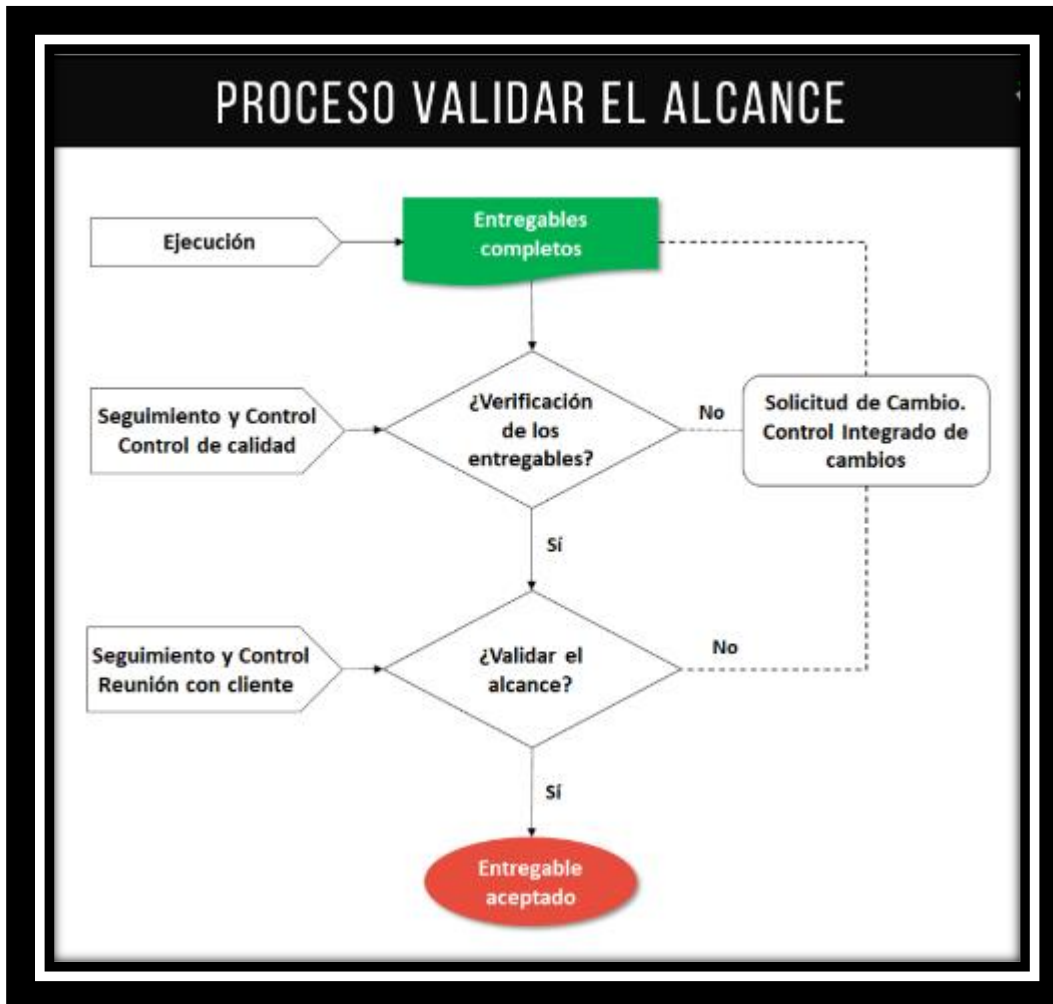 PROCESO VALIDAR EL ALCANCE
Ejecución
Entregables
completos
Seguimiento y Control
Control de calidad
¿Verificación
de los
entregables?
No
Solicitud de Cambio.
Control Integrado de
cambios
Sí
Seguimiento y Control
Reunión con cliente
¿Validar el
alcance?
No
Sí
Entregable
aceptado